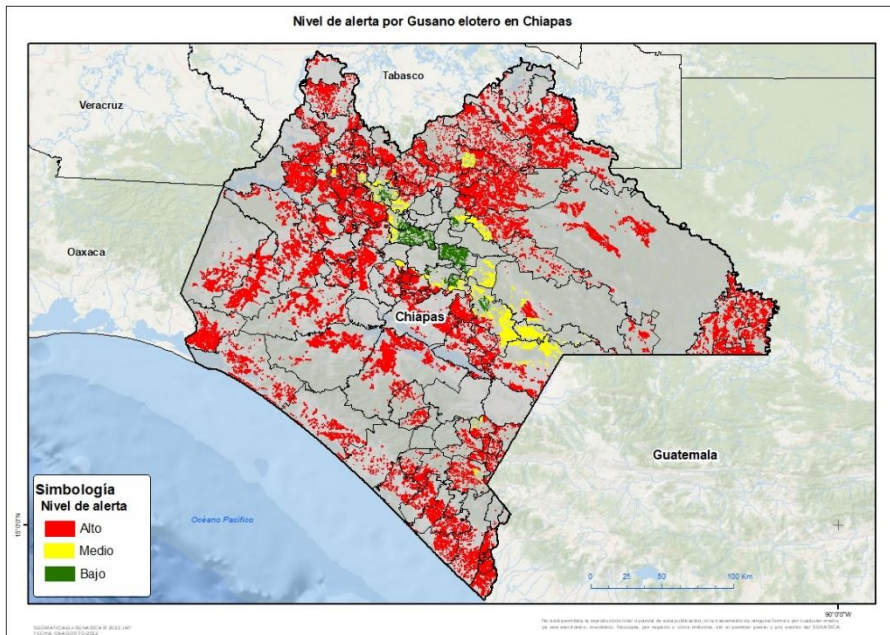 Nivel de alerta por Gusano elotero en Chiapas
Tabasco
Veracruz
Oaxaca
Chiapas
Guatemala
Simbología
Nivel de alerta
Alto
Medio
Bajo
Océano Pacífico
0 25 50 100 Km
15°0'0"N
90°0'0"W